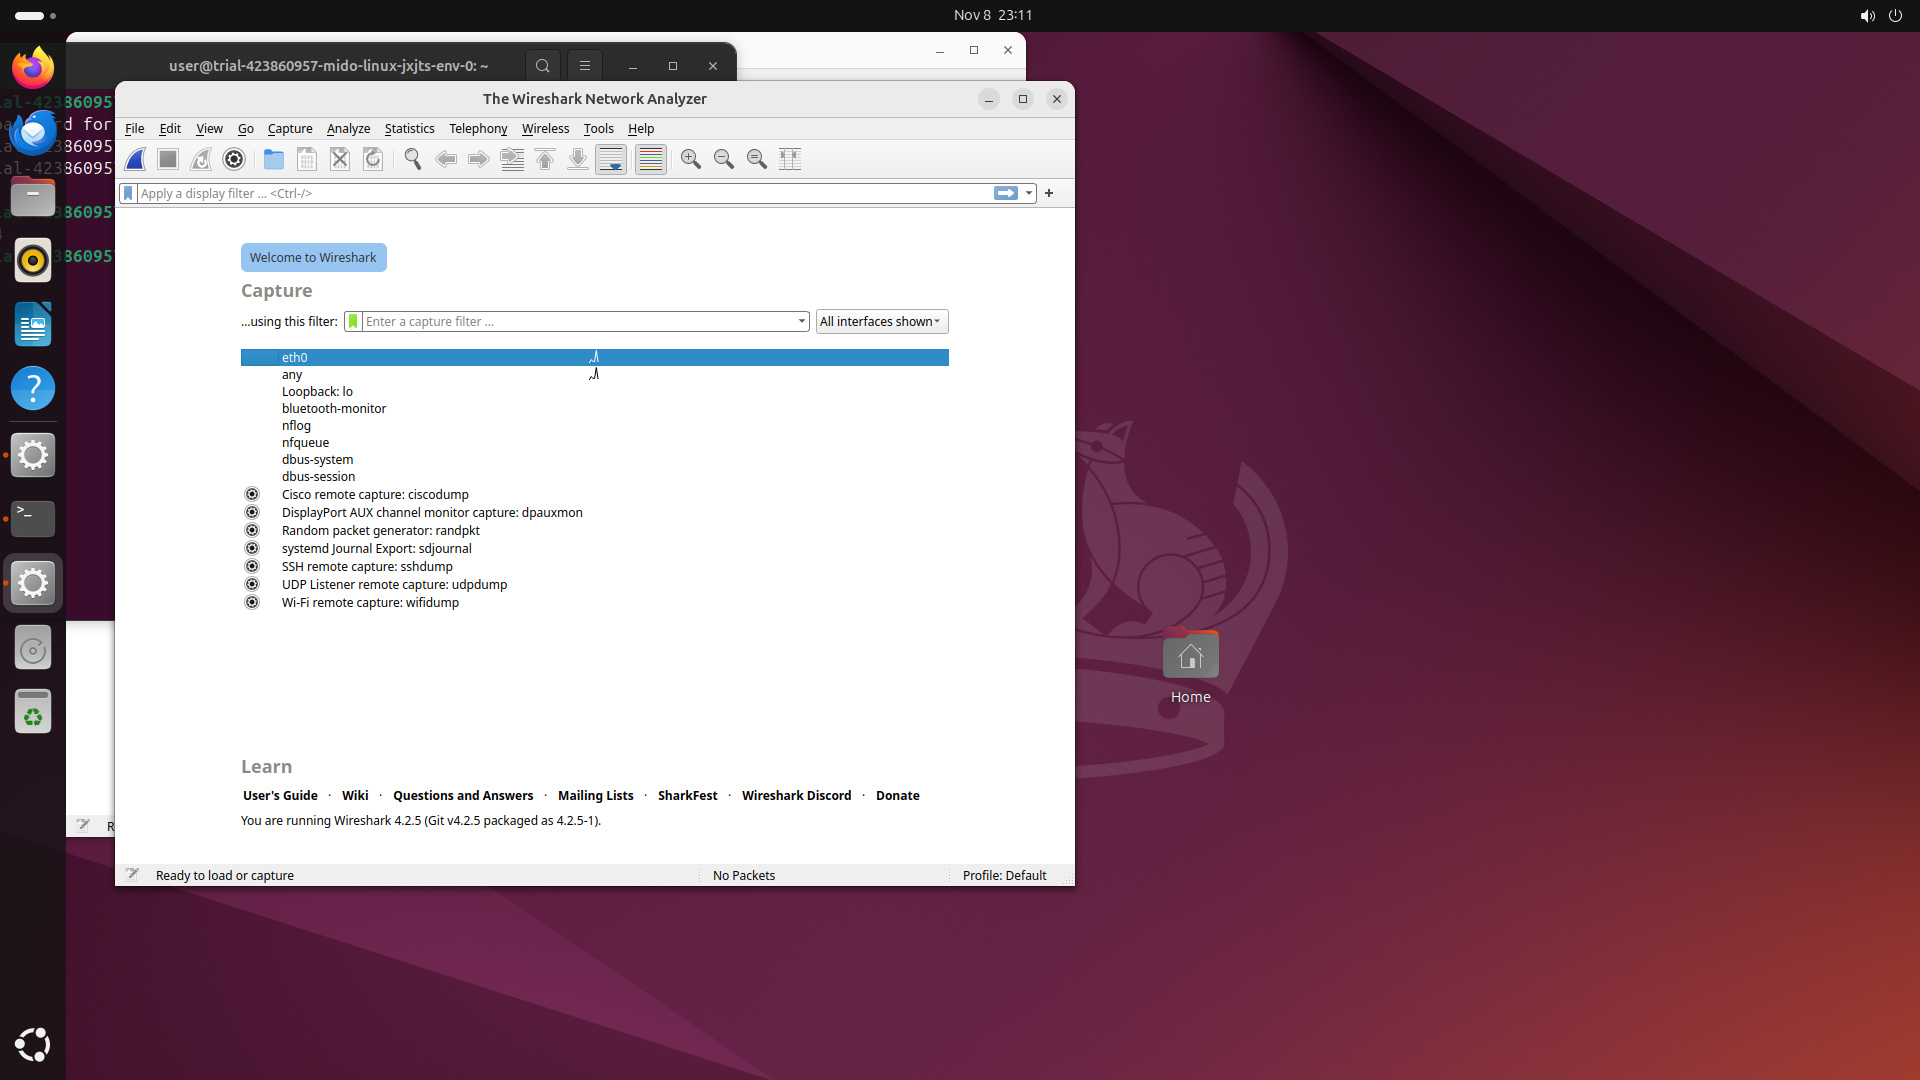 Nov 8 23:11
user@trial-423860957-mido-linux-jxjts-env-0: ~
The Wireshark Network Analyzer
File Edit View Go Capture Analyze Statistics Telephony Wireless Tools Help
Apply a display filter ... <Ctrl-/>
Welcome to Wireshark
Capture
...using this filter: Enter a capture filter ... All interfaces shown
eth0
any
Loopback: lo
bluetooth-monitor
nflog
nfqueue
dbus-system
dbus-session
Cisco remote capture: ciscodump
DisplayPort AUX channel monitor capture: dpauxmon
Random packet generator: randpkt
systemd Journal Export: sdjournal
SSH remote capture: sshdump
UDP Listener remote capture: udpdump
Wi-Fi remote capture: wifidump
Home
Learn
User's Guide · Wiki · Questions and Answers · Mailing Lists · SharkFest · Wireshark Discord · Donate
You are running Wireshark 4.2.5 (Git v4.2.5 packaged as 4.2.5-1).
Ready to load or capture No Packets Profile: Default